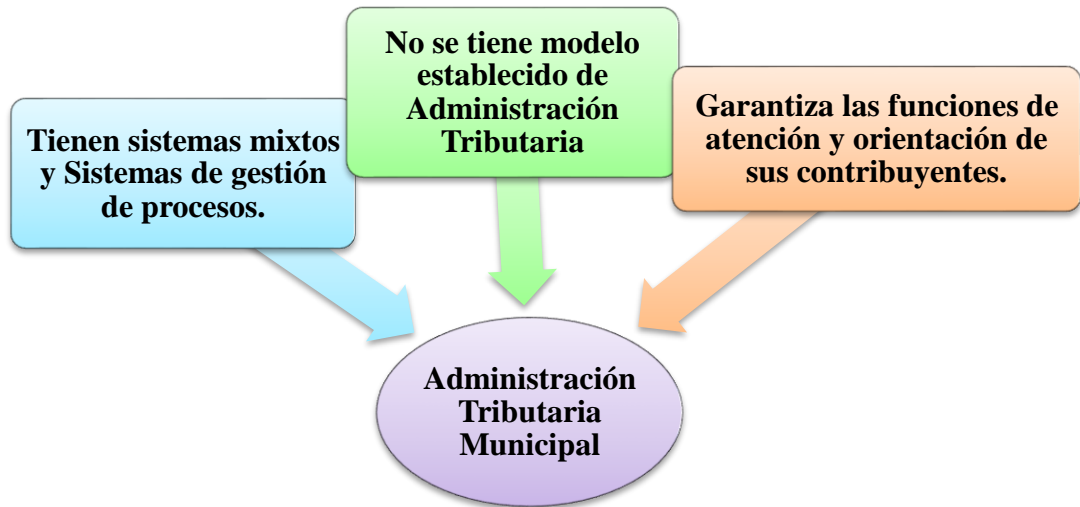 Tienen sistemas mixtos
y Sistemas de gestión
de procesos.
No se tiene modelo
establecido de
Administración
Tributaria
Garantiza las funciones de
atención y orientación de
sus contribuyentes.
Administración
Tributaria
Municipal